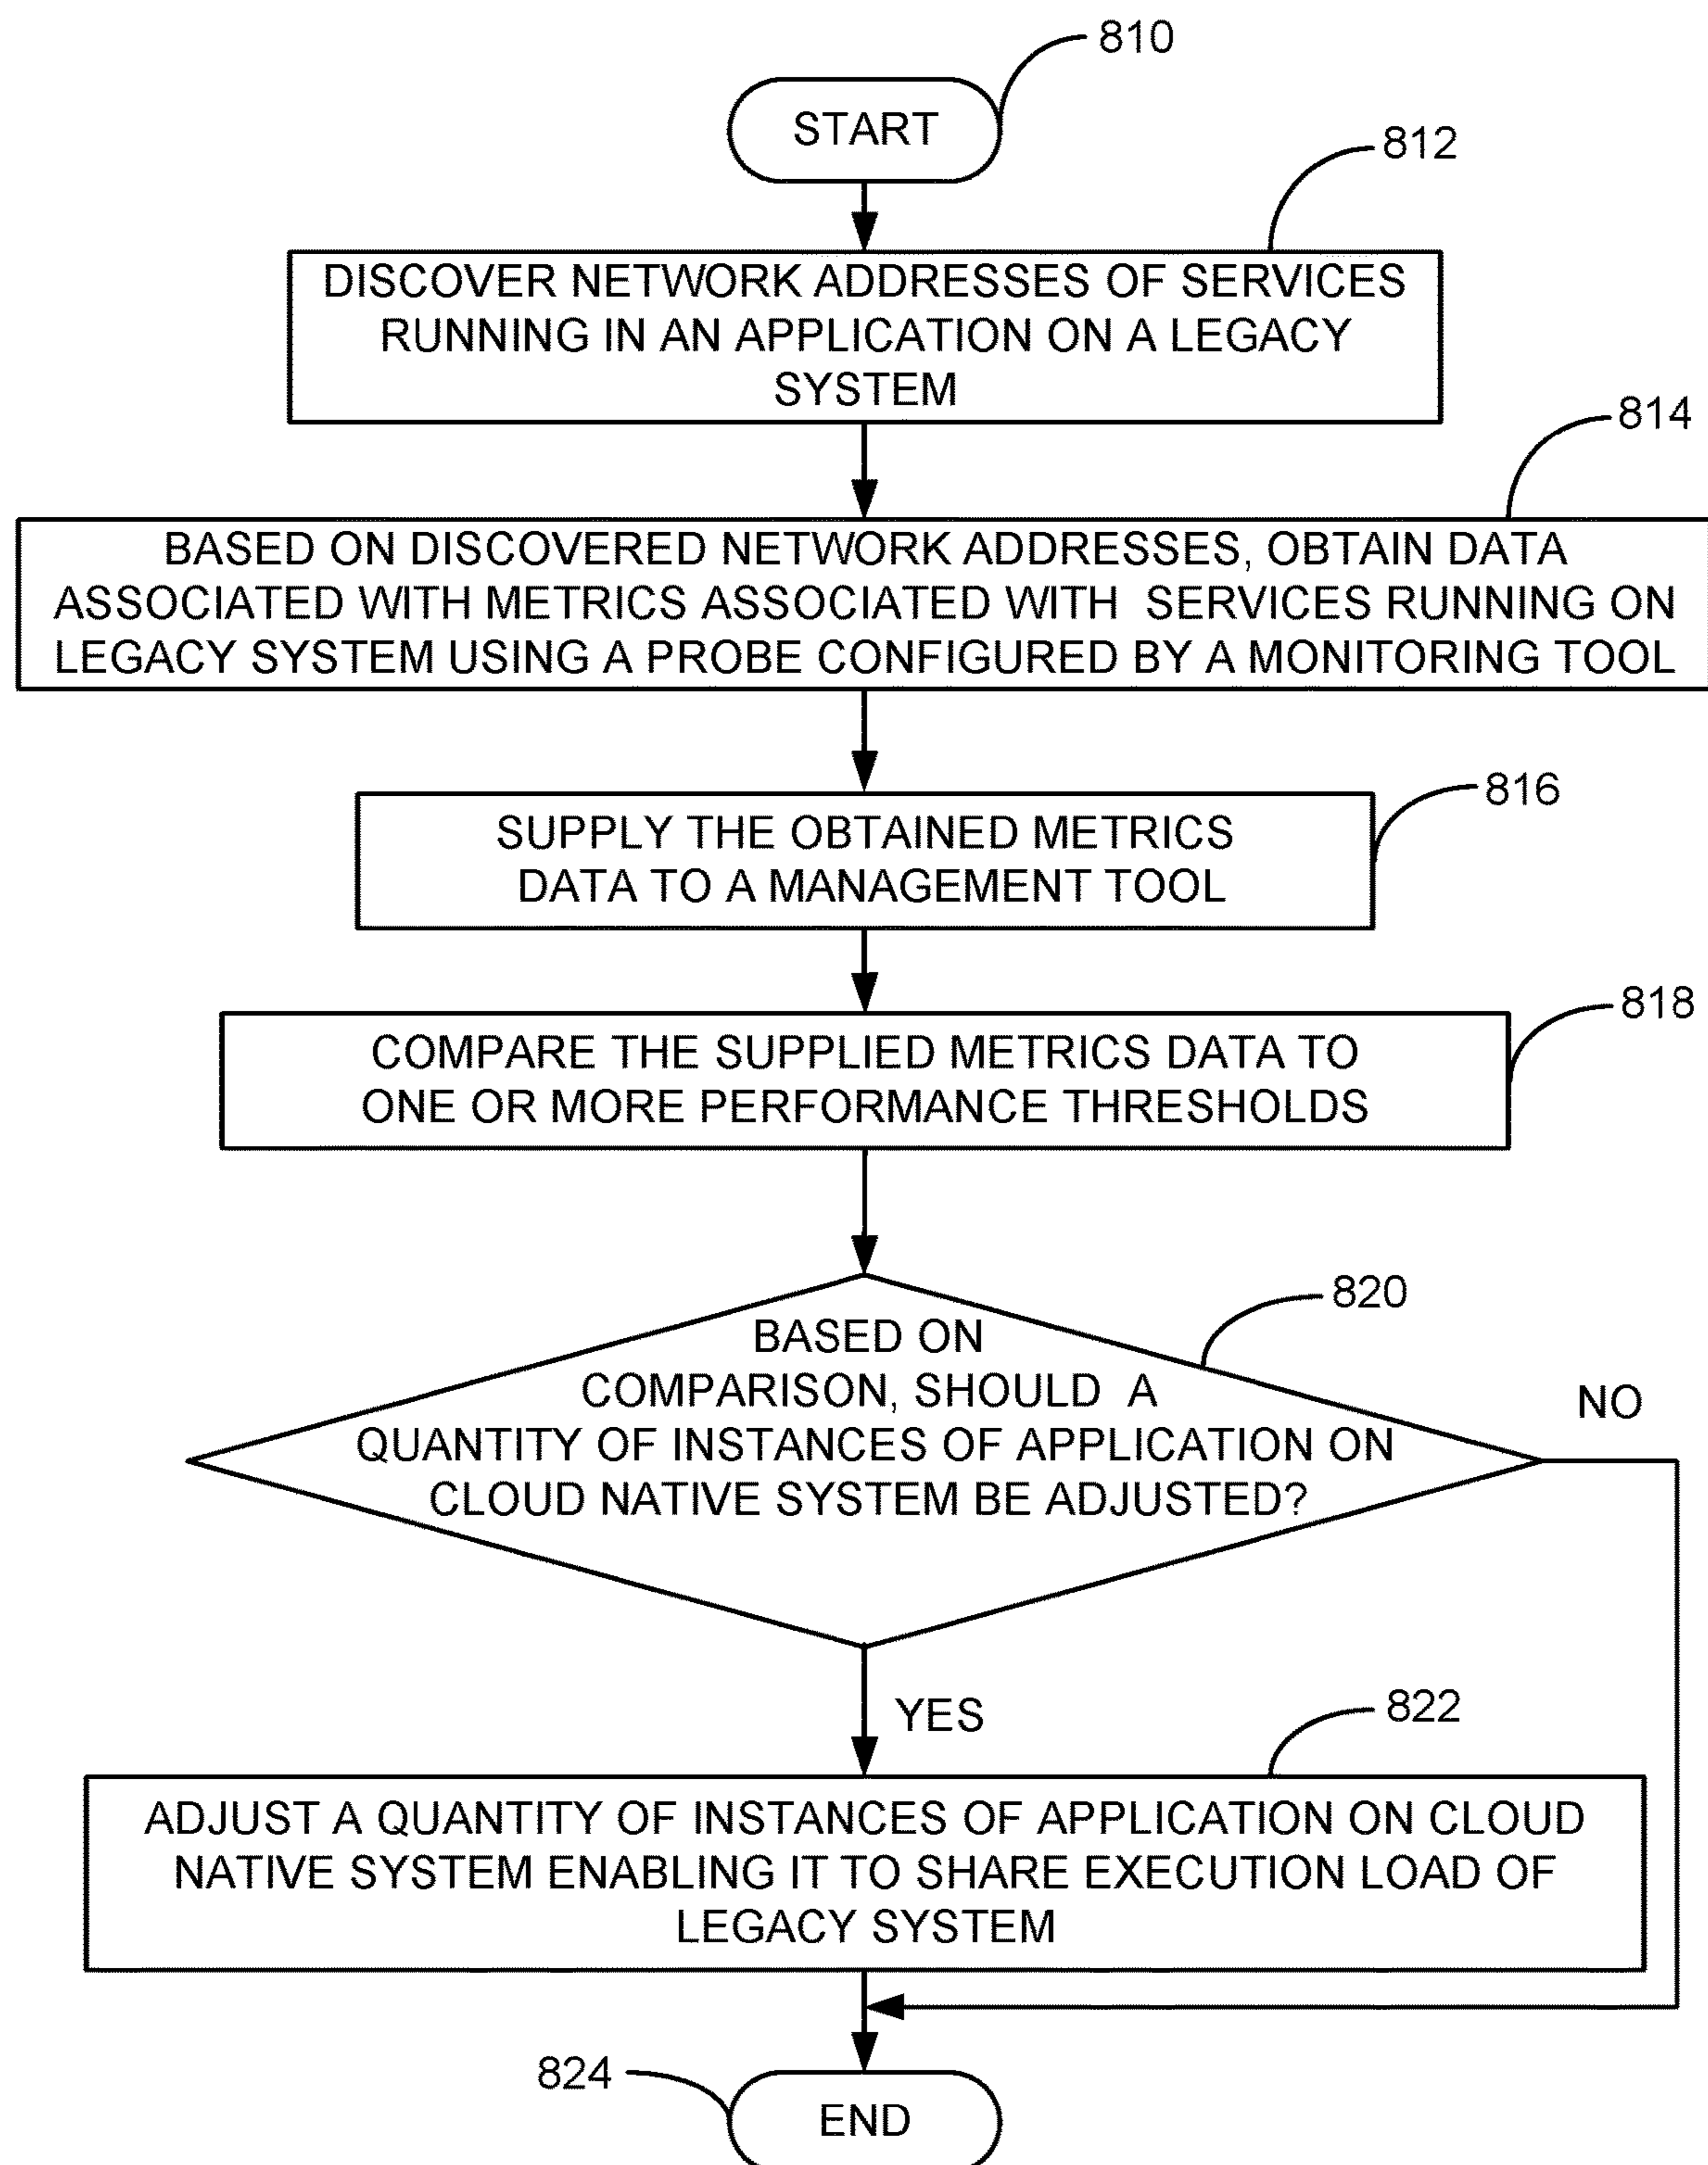 810
START
812
DISCOVER NETWORK ADDRESSES OF SERVICES
RUNNING IN AN APPLICATION ON A LEGACY
SYSTEM
814
BASED ON DISCOVERED NETWORK ADDRESSES, OBTAIN DATA
ASSOCIATED WITH METRICS ASSOCIATED WITH SERVICES RUNNING ON
LEGACY SYSTEM USING A PROBE CONFIGURED BY A MONITORING TOOL
816
SUPPLY THE OBTAINED METRICS
DATA TO A MANAGEMENT TOOL
818
COMPARE THE SUPPLIED METRICS DATA TO
ONE OR MORE PERFORMANCE THRESHOLDS
820
BASED ON
COMPARISON, SHOULD A
QUANTITY OF INSTANCES OF APPLICATION ON
CLOUD NATIVE SYSTEM BE ADJUSTED?
NO
YES
822
ADJUST A QUANTITY OF INSTANCES OF APPLICATION ON CLOUD
NATIVE SYSTEM ENABLING IT TO SHARE EXECUTION LOAD OF
LEGACY SYSTEM
824
END